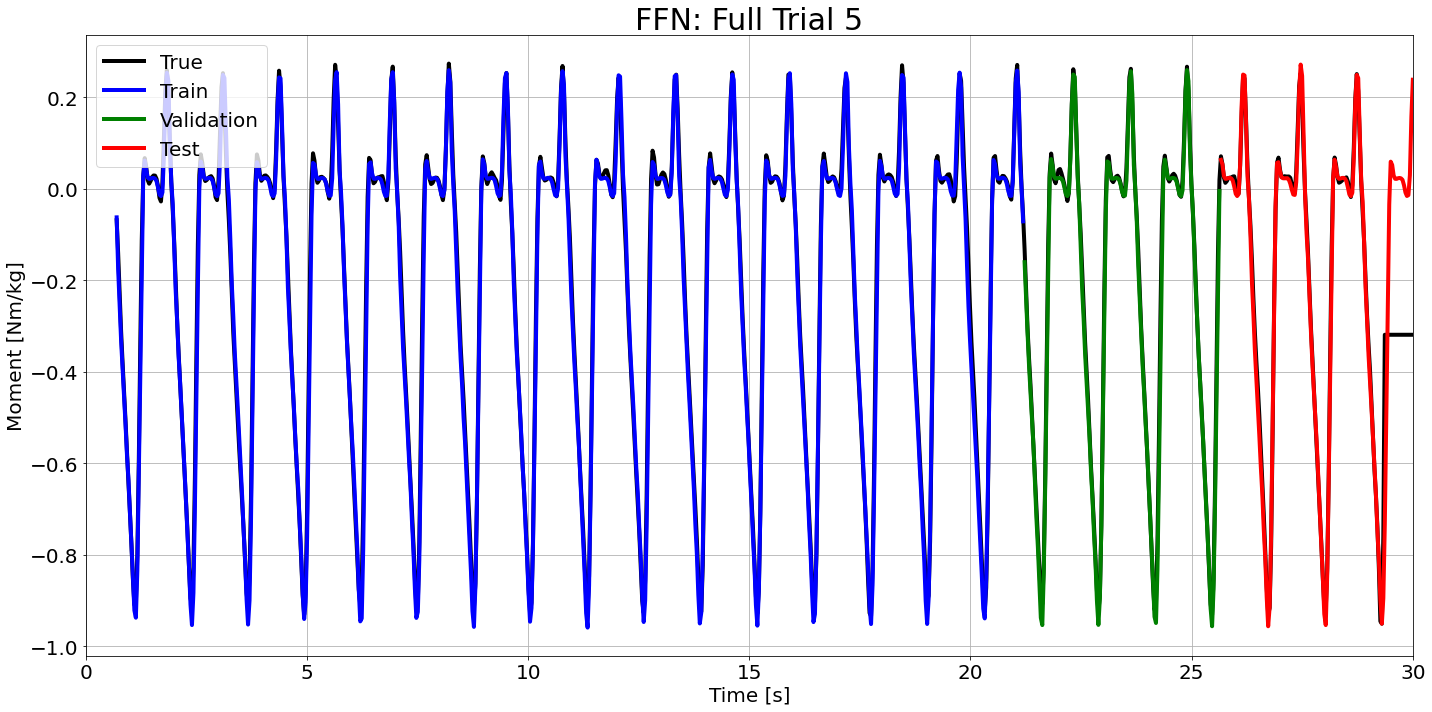 FFN: Full Trial 5
True
Train
Validation
Test
Moment [Nm/kg]
0.2
0.0
−0.2
−0.4
−0.6
−0.8
−1.0
0 5 10 15 20 25 30
Time [s]